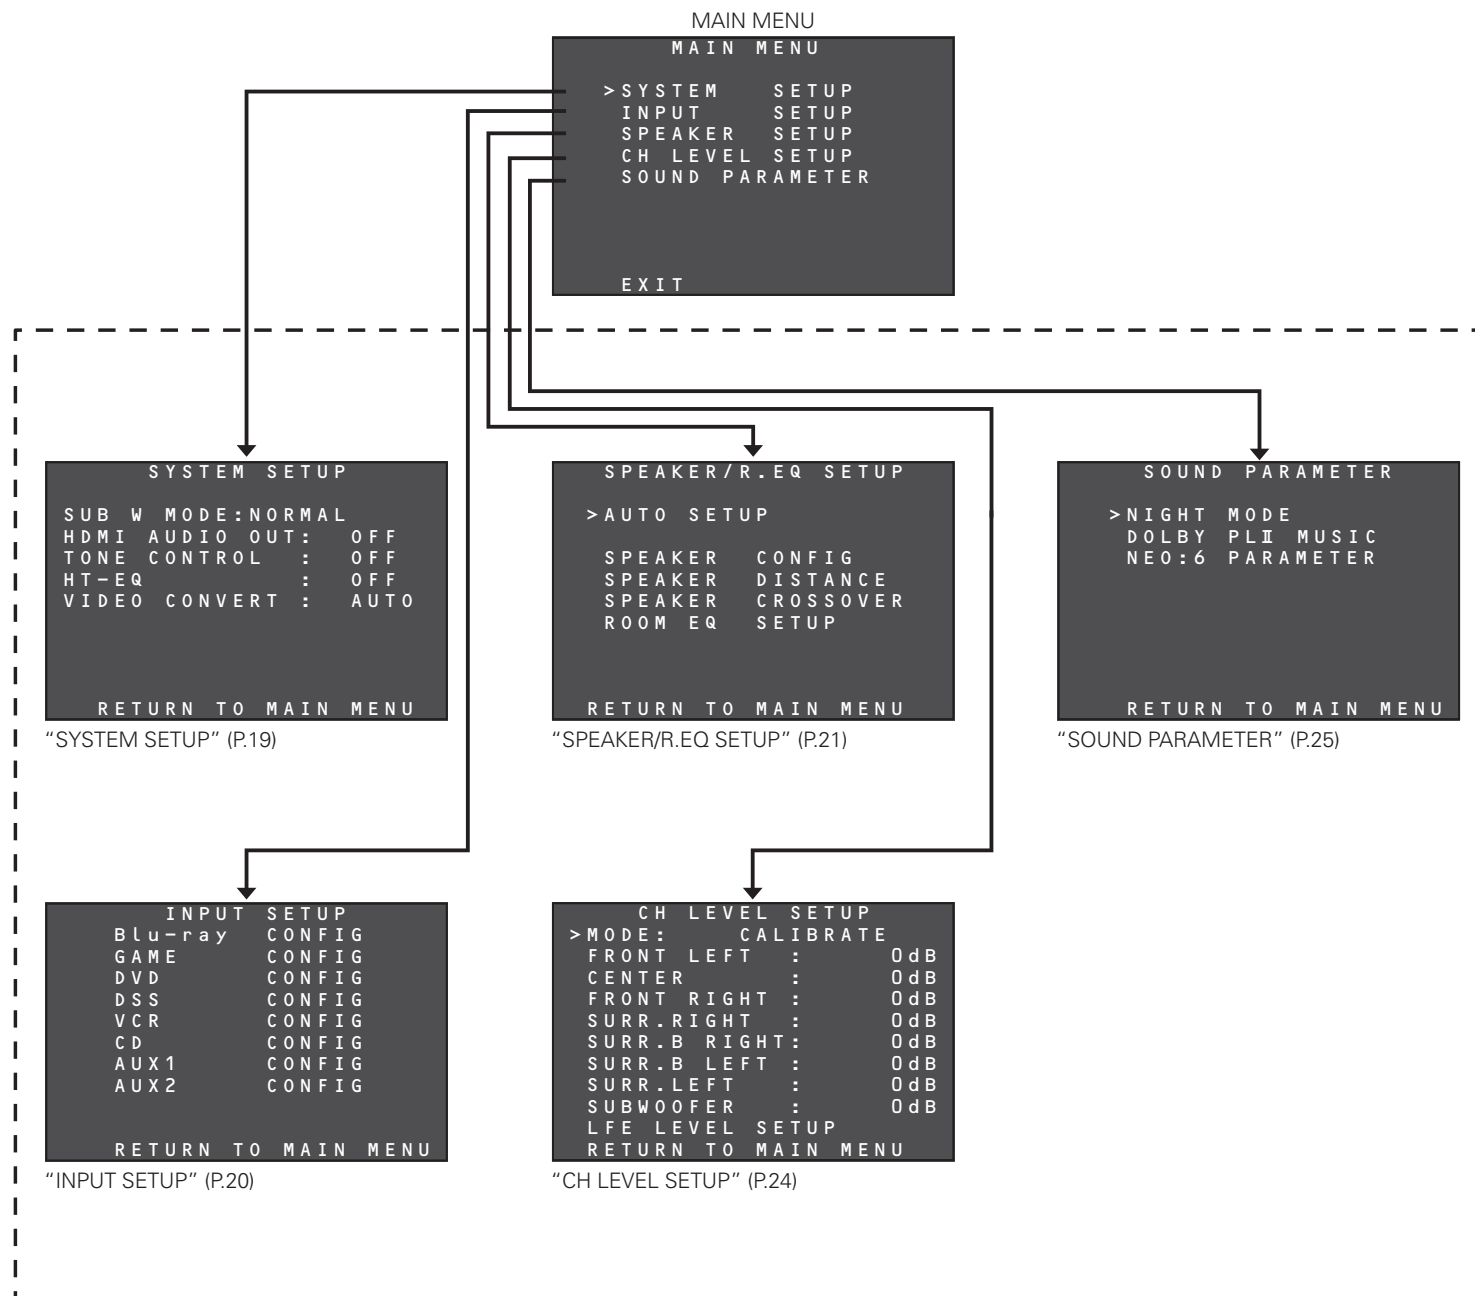 MAIN MENU
MAIN MENU
>SYSTEM SETUP
INPUT SETUP
SPEAKER SETUP
CH LEVEL SETUP
SOUND PARAMETER
EXIT
SYSTEM SETUP
SUB W MODE:NORMAL
HDMI AUDIO OUT: OFF
TONE CONTROL : OFF
HT-EQ : OFF
VIDEO CONVERT : AUTO
RETURN TO MAIN MENU
"SYSTEM SETUP" (P.19)
SPEAKER/R.EQ SETUP
>AUTO SETUP
SPEAKER CONFIG
SPEAKER DISTANCE
SPEAKER CROSSOVER
ROOM EQ SETUP
RETURN TO MAIN MENU
"SPEAKER/R.EQ SETUP" (P.21)
SOUND PARAMETER
>NIGHT MODE
DOLBY PLⅡ MUSIC
NEO:6 PARAMETER
RETURN TO MAIN MENU
"SOUND PARAMETER" (P.25)
INPUT SETUP
Blu-ray CONFIG
GAME CONFIG
DVD CONFIG
DSS CONFIG
VCR CONFIG
CD CONFIG
AUX1 CONFIG
AUX2 CONFIG
RETURN TO MAIN MENU
"INPUT SETUP" (P.20)
CH LEVEL SETUP
>MODE: CALIBRATE
FRONT LEFT : 0dB
CENTER : 0dB
FRONT RIGHT : 0dB
SURR.RIGHT : 0dB
SURR.B RIGHT: 0dB
SURR.B LEFT : 0dB
SURR.LEFT : 0dB
SUBWOOFER : 0dB
LFE LEVEL SETUP
RETURN TO MAIN MENU
"CH LEVEL SETUP" (P.24)